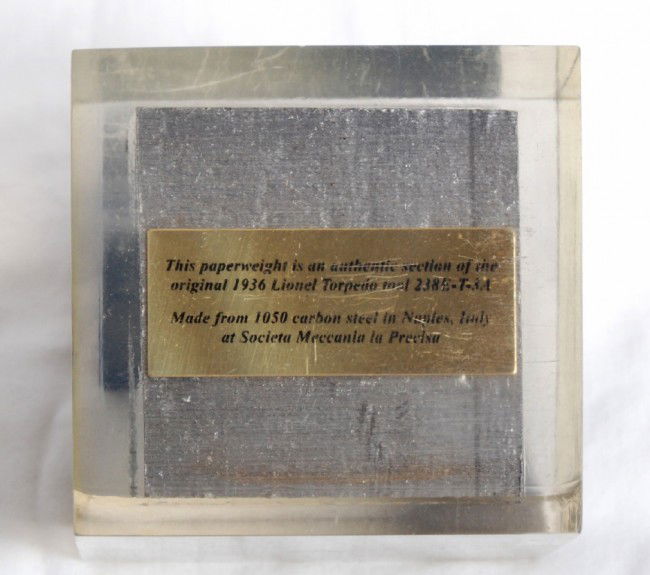 This paperweight is an authentic section of the
original 1936 Lionel Torpedo tool 238E-T-3A
Made from 1050 carbon steel in Naples, Italy
at Societa Meccania la Precisa